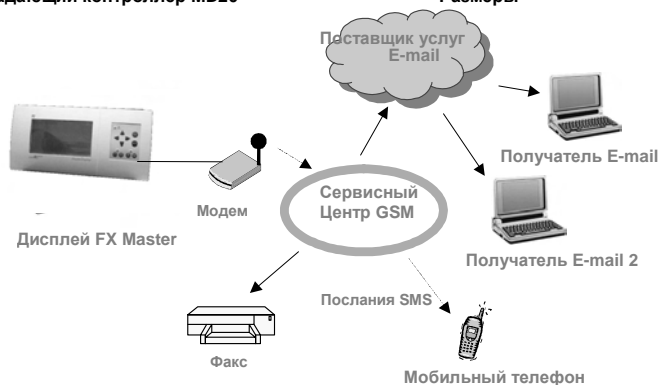 Поставщик услуг
E-mail
Получатель E-mail
Сервисный
Центр GSM
Модем
Дисплей FX Master
Получатель E-mail 2
Послания SMS
Факс
Мобильный телефон